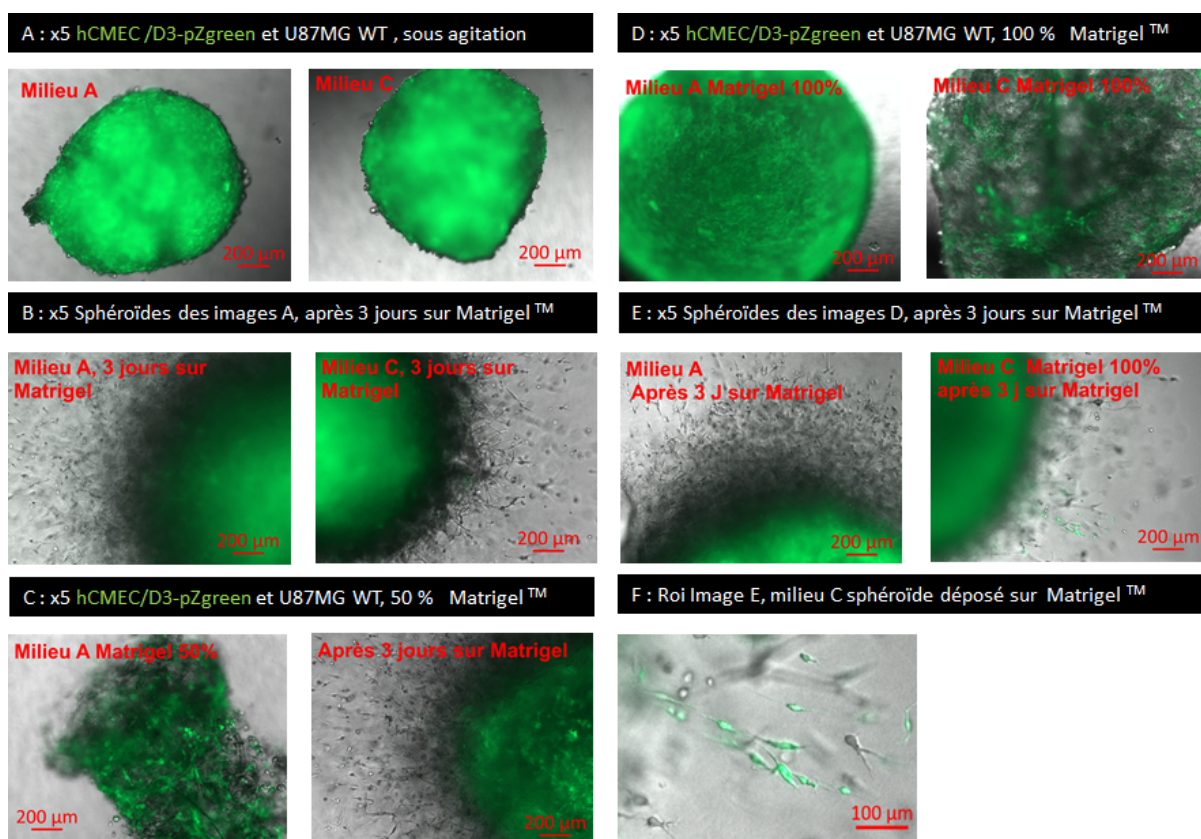 A : x5 hCMEC /D3-pZgreen et U87MG WT , sous agitation
Milieu A
200 µm
Milieu C
200 µm
B : x5 Sphéroïdes des images A, après 3 jours sur Matrigel ™
Milieu A, 3 jours sur
Matrigel
200 µm
Milieu C, 3 jours sur
Matrigel
200 µm
C : x5 hCMEC/D3-pZgreen et U87MG WT, 50 % Matrigel ™
Milieu A Matrigel 50%
200 µm
Après 3 jours sur Matrigel
200 µm
D : x5 hCMEC/D3-pZgreen et U87MG WT, 100 % Matrigel ™
Milieu A Matrigel 100%
200 µm
Milieu C Matrigel 100%
200 µm
E : x5 Sphéroïdes des images D, après 3 jours sur Matrigel ™
Milieu A
Après 3 J sur Matrigel
200 µm
Milieu C Matrigel 100%
après 3 j sur Matrigel
200 µm
F : Roi Image E, milieu C sphéroïde déposé sur Matrigel ™
100 µm